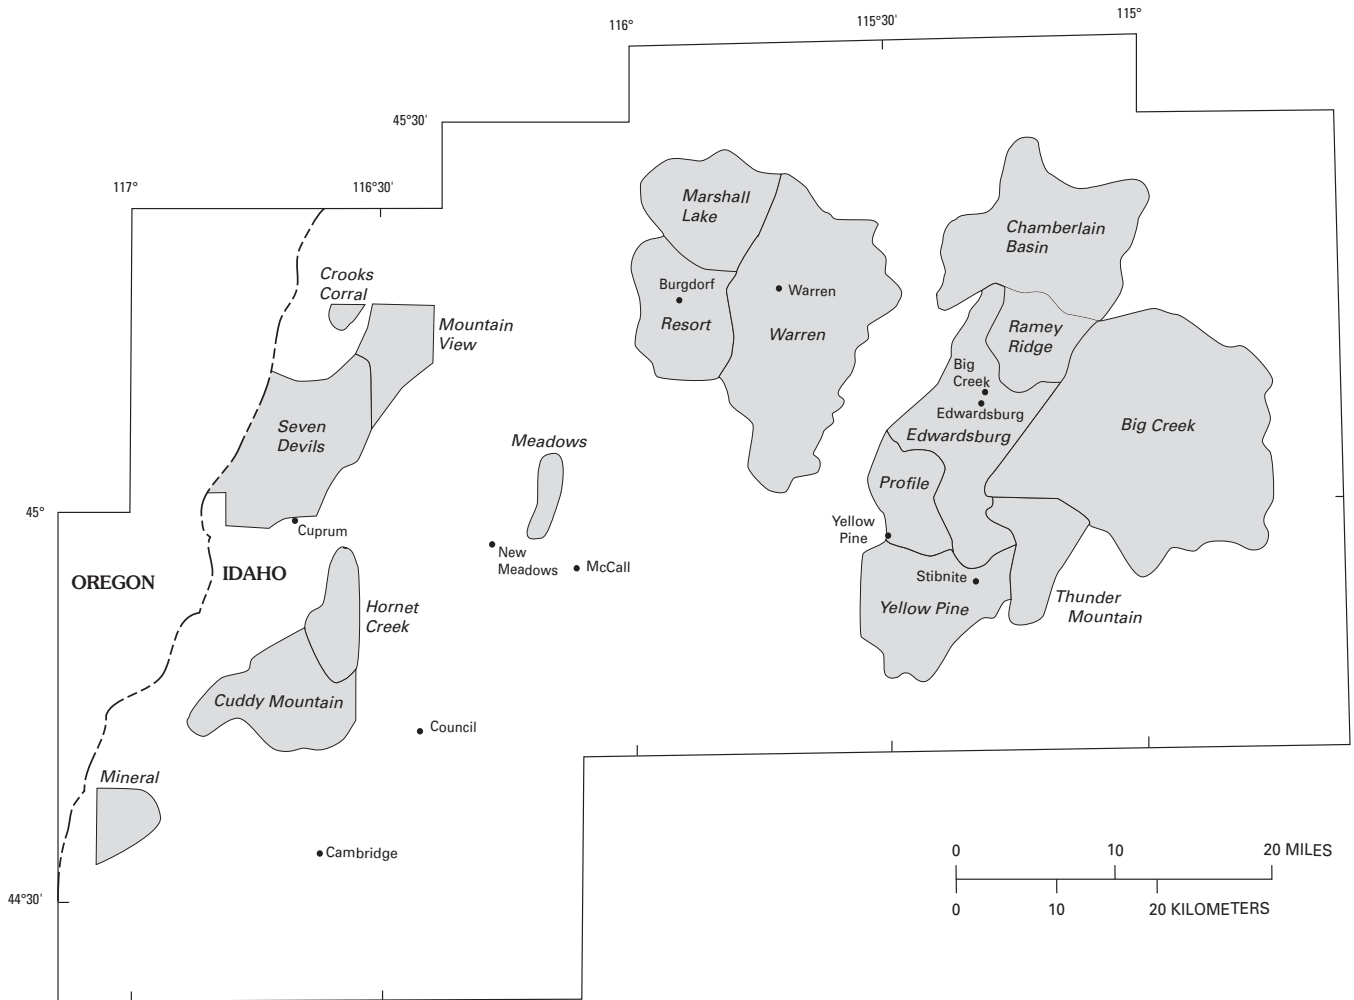 116°
115°30'
115°
45°30'
117°
116°30'
Marshall
Lake
Chamberlain
Basin
Crooks
Corral
Burgdorf
Warren
Resort
Warren
Mountain
View
Ramey
Ridge
Big
Creek
Edwardsburg
Edwardsburg
Big Creek
Seven
Devils
Meadows
Profile
45°
Cuprum
Yellow
Pine
New
Meadows
McCall
OREGON
IDAHO
Stibnite
Yellow Pine
Thunder
Mountain
Hornet
Creek
Cuddy Mountain
Council
Mineral
Cambridge
0 10 20 MILES
0 10 20 KILOMETERS
44°30'